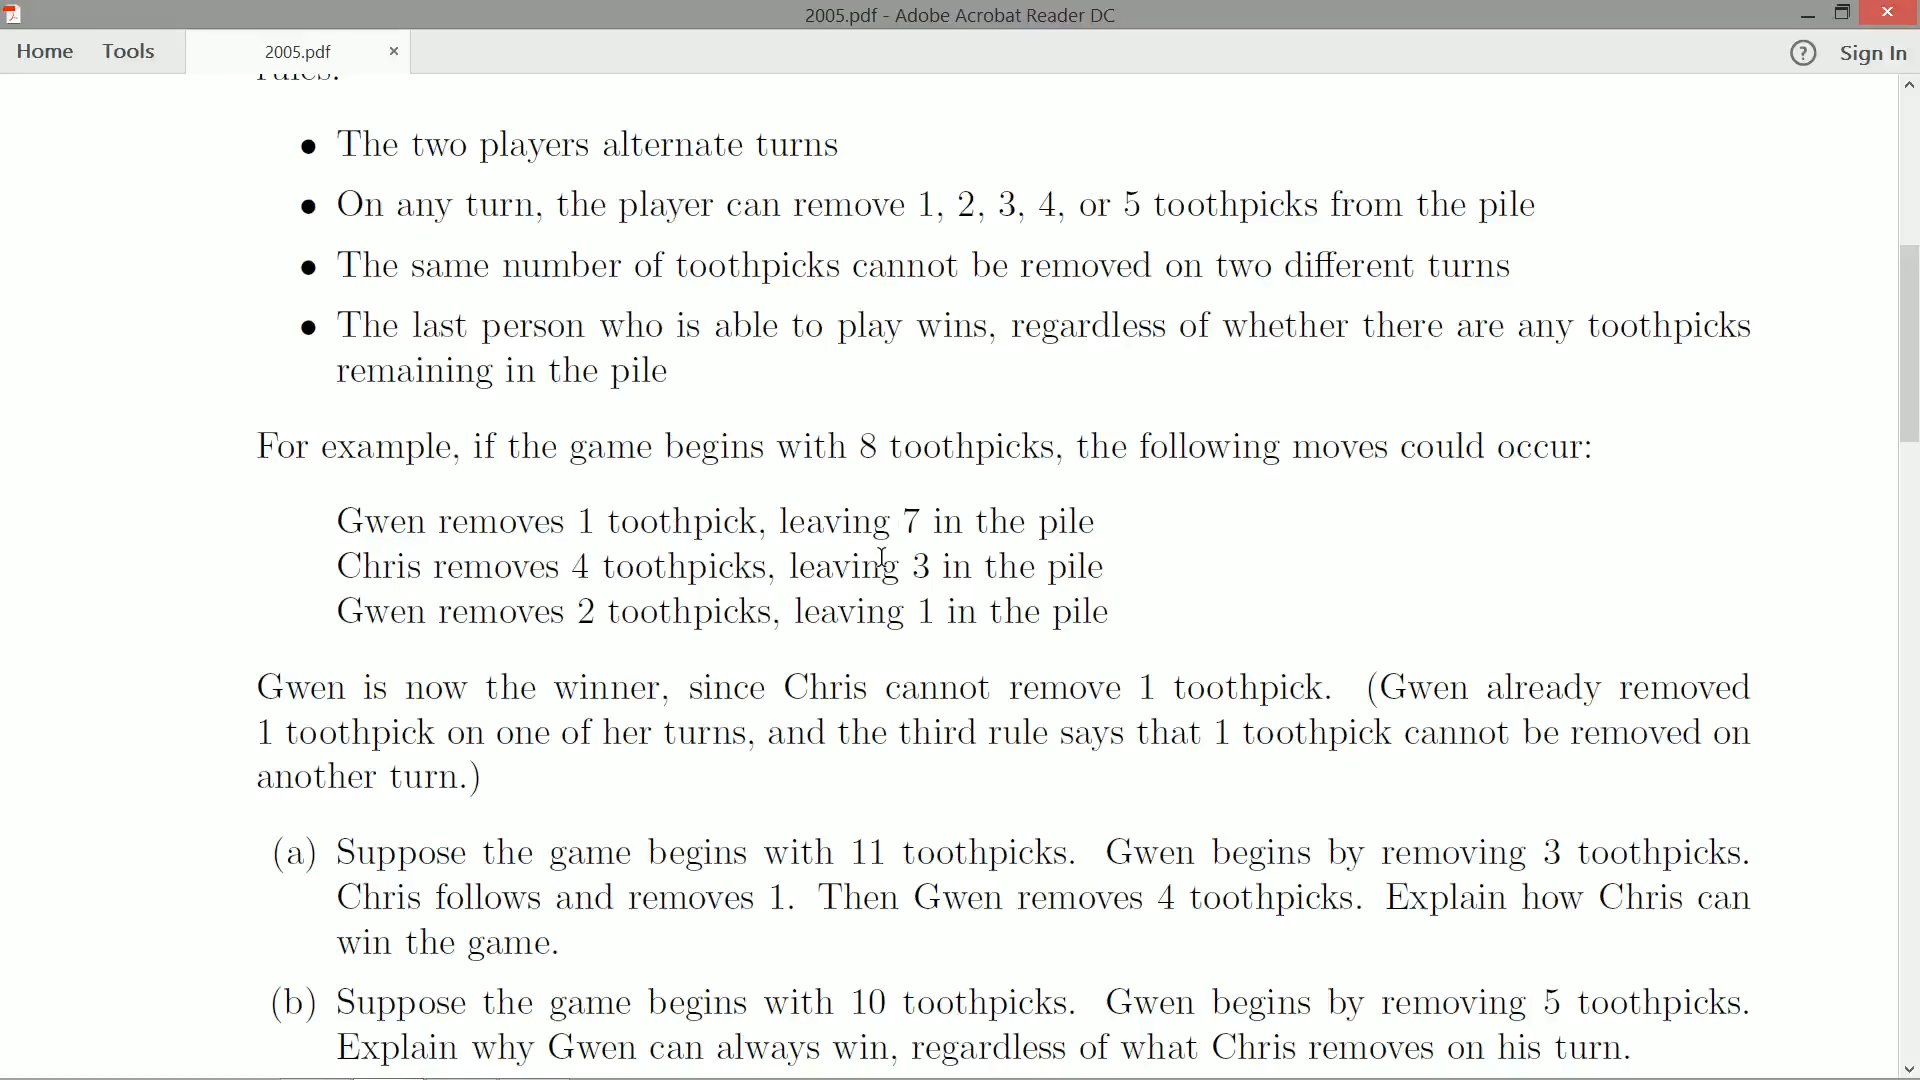 2005.pdf - Adobe Acrobat Reader DC
Home Tools 2005.pdf × ? Sign In
rules:
• The two players alternate turns
• On any turn, the player can remove 1, 2, 3, 4, or 5 toothpicks from the pile
• The same number of toothpicks cannot be removed on two different turns
• The last person who is able to play wins, regardless of whether there are any toothpicks
remaining in the pile
For example, if the game begins with 8 toothpicks, the following moves could occur:
Gwen removes 1 toothpick, leaving 7 in the pile
Chris removes 4 toothpicks, leaving 3 in the pile
Gwen removes 2 toothpicks, leaving 1 in the pile
Gwen is now the winner, since Chris cannot remove 1 toothpick. (Gwen already removed
1 toothpick on one of her turns, and the third rule says that 1 toothpick cannot be removed on
another turn.)
(a) Suppose the game begins with 11 toothpicks. Gwen begins by removing 3 toothpicks.
Chris follows and removes 1. Then Gwen removes 4 toothpicks. Explain how Chris can
win the game.
(b) Suppose the game begins with 10 toothpicks. Gwen begins by removing 5 toothpicks.
Explain why Gwen can always win, regardless of what Chris removes on his turn.